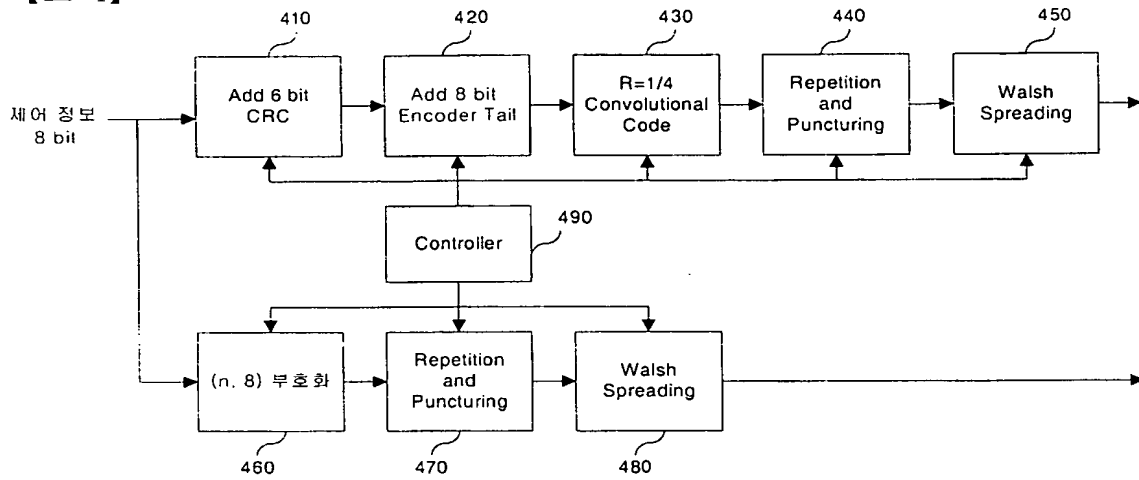 410
420
430
440
450
제어 정보
8 bit
Add 6 bit
CRC
Add 8 bit
Encoder Tail
R=1/4
Convolutional
Code
Repetition
and
Puncturing
Walsh
Spreading
Controller
490
(n, 8) 부호화
Repetition
and
Puncturing
Walsh
Spreading
460
470
480